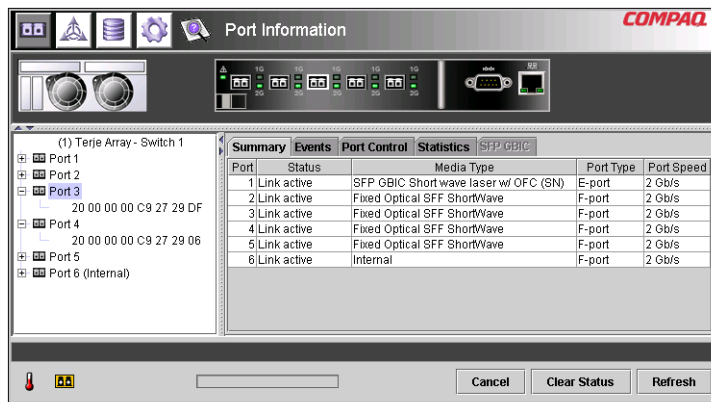 Port Information
COMPAQ
1G 1G 1G 1G 1G
2G 2G 2G 2G 2G
(1) Terje Array - Switch 1
Port 1
Port 2
Port 3
20 00 00 00 C9 27 29 DF
Port 4
20 00 00 00 C9 27 29 06
Port 5
Port 6 (Internal)
Summary Events Port Control Statistics SFP GBIC
Port Status Media Type Port Type Port Speed
1 Link active SFP GBIC Short wave laser w/ OFC (SN) E-port 2 Gb/s
2 Link active Fixed Optical SFF ShortWave F-port 2 Gb/s
3 Link active Fixed Optical SFF ShortWave F-port 2 Gb/s
4 Link active Fixed Optical SFF ShortWave F-port 2 Gb/s
5 Link active Fixed Optical SFF ShortWave F-port 2 Gb/s
6 Link active Internal F-port 2 Gb/s
Cancel Clear Status Refresh